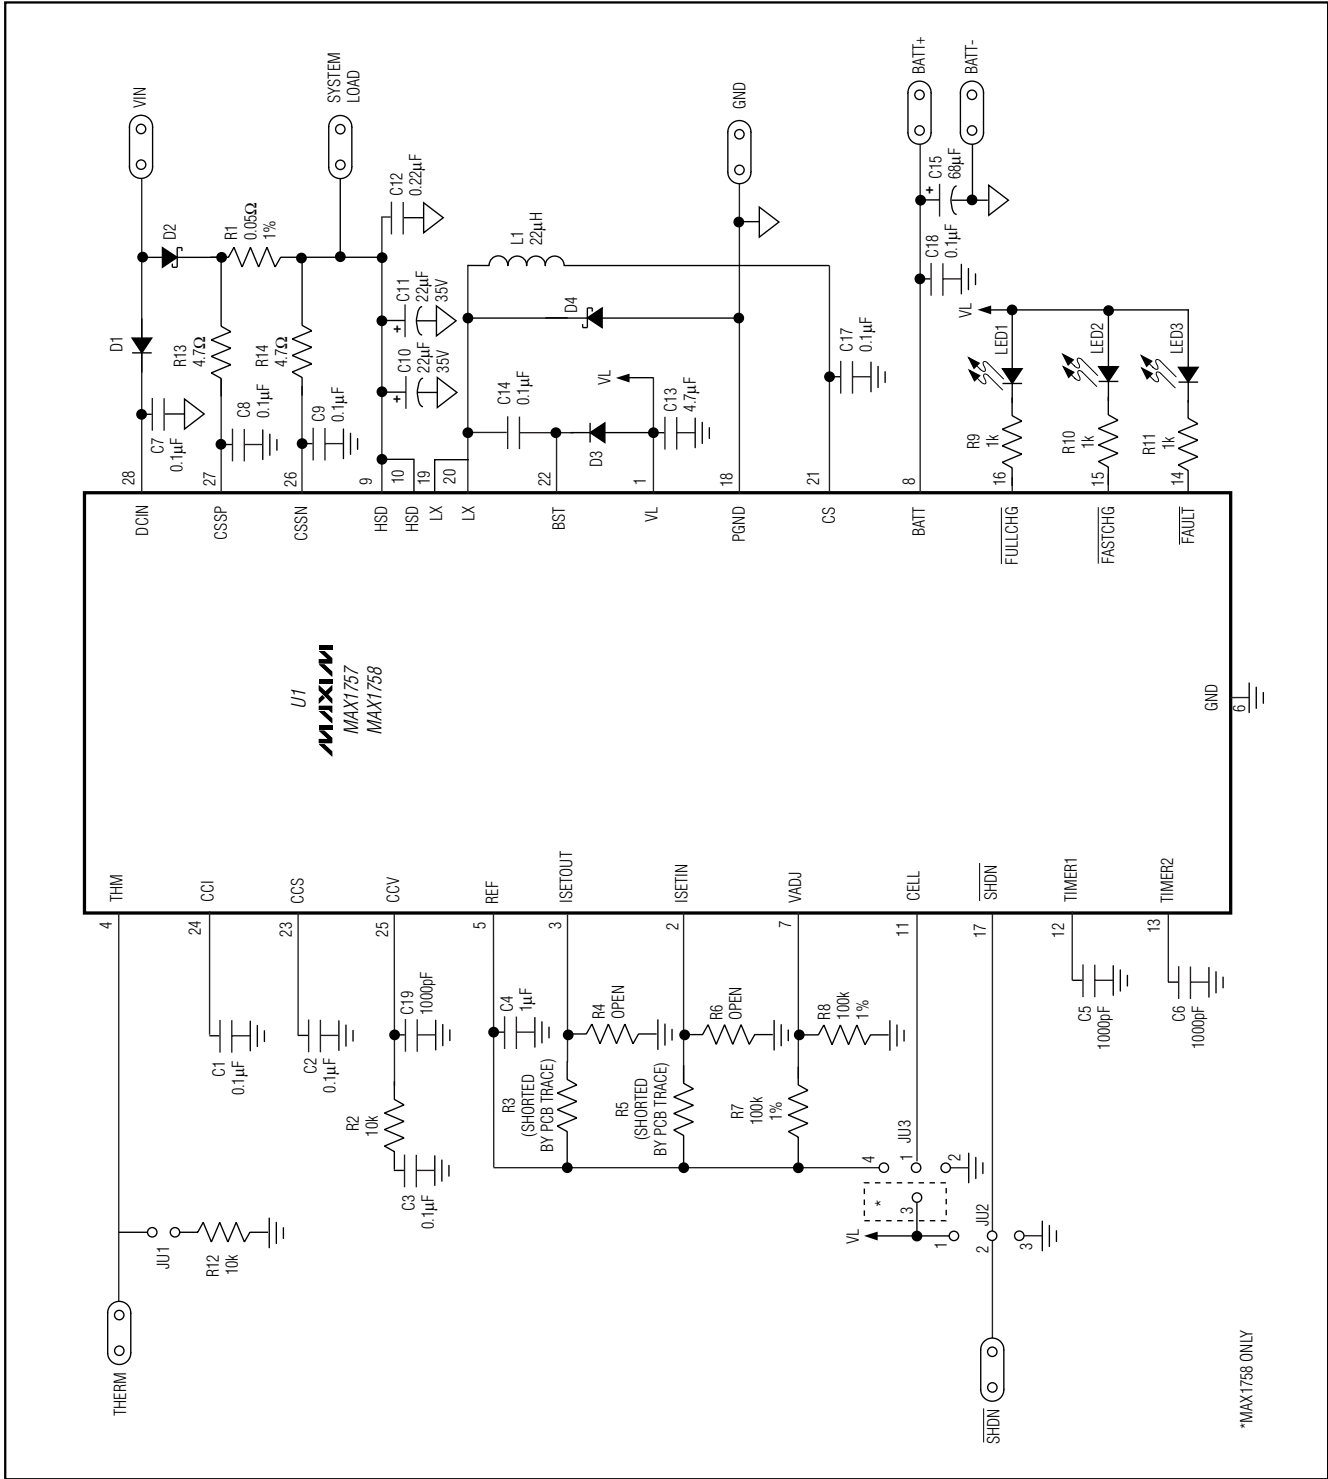 THERM
JU1
R12
10k
THM
4
CCI
24
C1
0.1µF
CCS
23
C2
0.1µF
CCV
25
R2
10k
C19
1000pF
C3
0.1µF
REF
5
C4
1µF
ISETOUT
3
R3
(SHORTED
BY PCB TRACE)
R4
OPEN
ISETIN
2
R5
(SHORTED
BY PCB TRACE)
R6
OPEN
VADJ
7
R7
100k
1%
R8
100k
1%
CELL
11
JU3
4
1
2
*
3
VL
SHDN
17
JU2
1
2
3
SHDN
TIMER1
12
C5
1000pF
TIMER2
13
C6
1000pF
*MAX1758 ONLY
U1
MAXIM
MAX1757
MAX1758
GND
6
DCIN
28
C7
0.1µF
D1
VIN
D2
CSSP
27
C8
0.1µF
R13
4.7Ω
R1
0.05Ω
1%
CSSN
26
C9
0.1µF
R14
4.7Ω
SYSTEM
LOAD
HSD
9
HSD
10
+
C10
22µF
35V
+
C11
22µF
35V
C12
0.22µF
LX
19
LX
20
L1
22µH
C14
0.1µF
D4
BST
22
D3
VL
VL
1
C13
4.7µF
PGND
18
GND
CS
21
C17
0.1µF
BATT
8
C18
0.1µF
+
C15
68µF
BATT+
BATT-
VL
FULLCHG
16
R9
1k
LED1
FASTCHG
15
R10
1k
LED2
FAULT
14
R11
1k
LED3